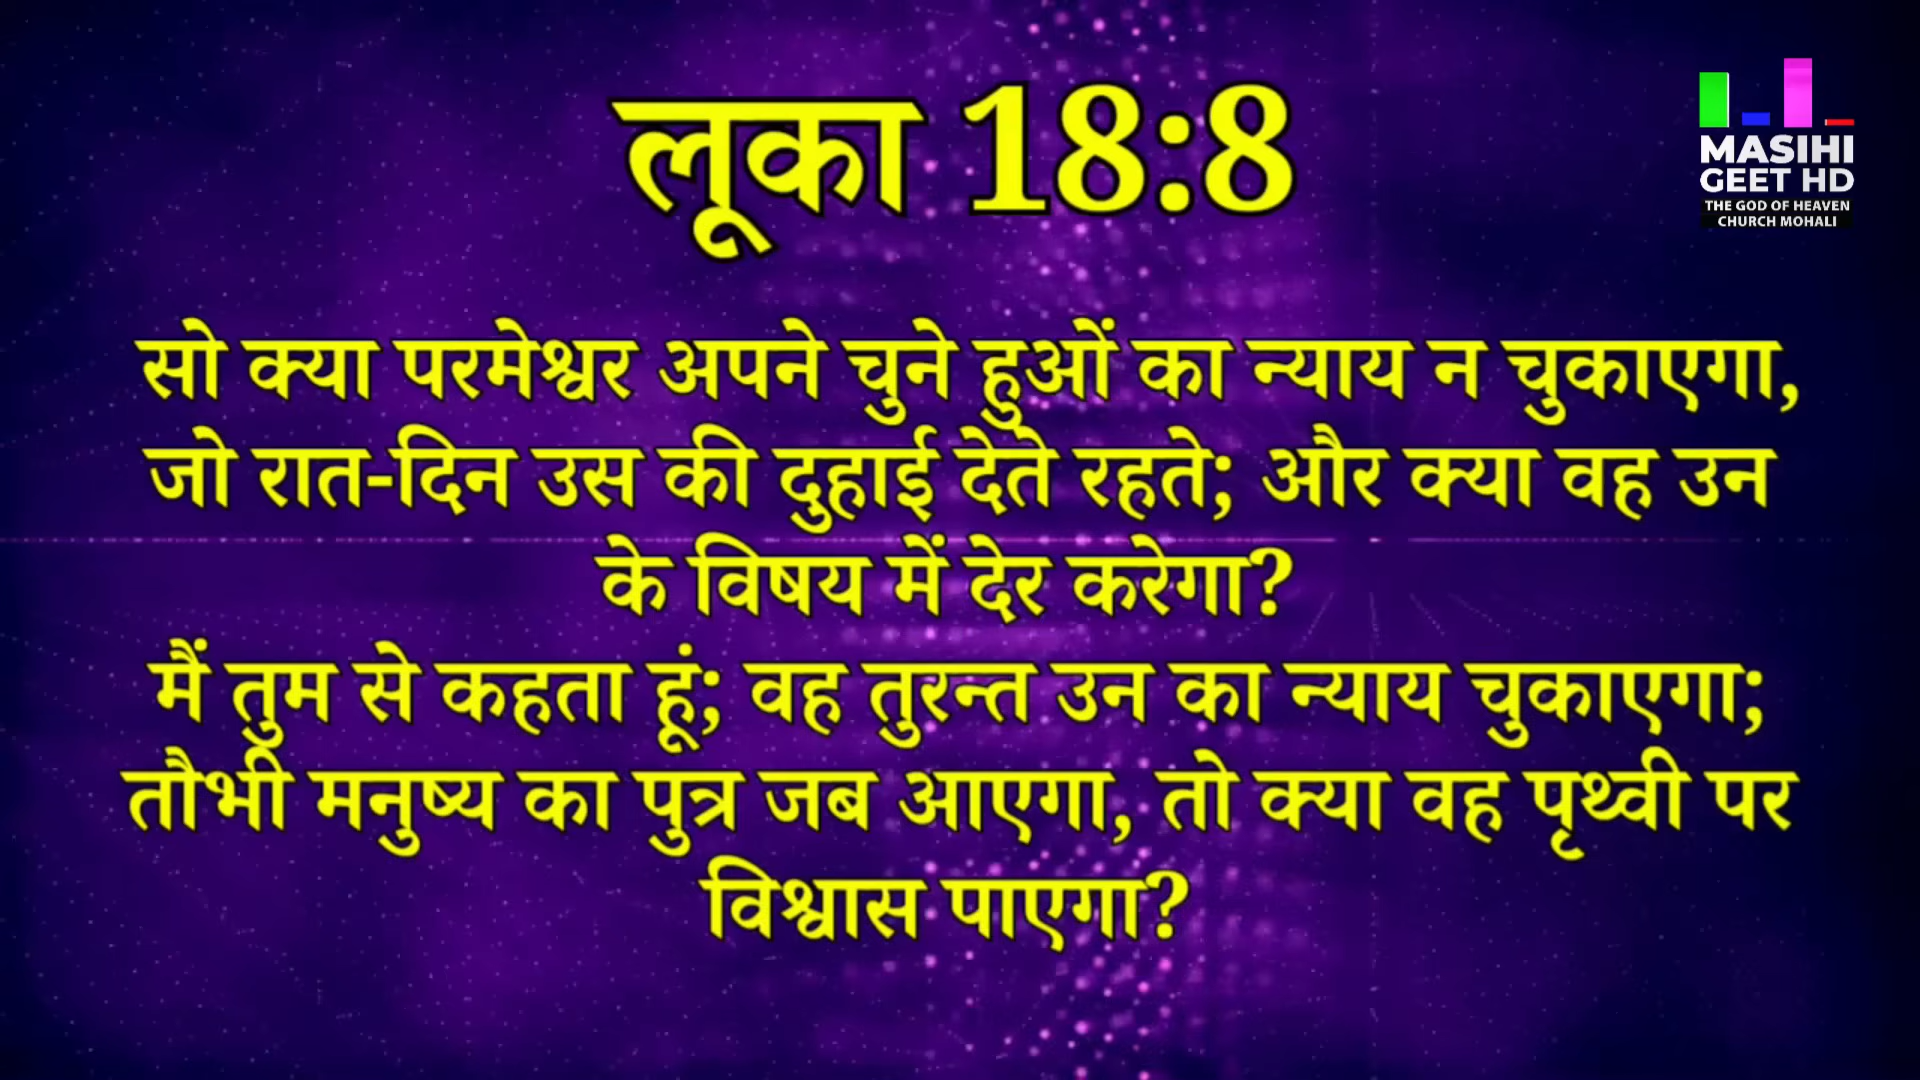 लूका 18:8
MASIHI
GEET HD
THE GOD OF HEAVEN
CHURCH MOHALI
सो क्या परमेश्वर अपने चुने हुओं का न्याय न चुकाएगा,
जो रात-दिन उस की दुहाई देते रहते; और क्या वह उन
के विषय में देर करेगा?
मैं तुम से कहता हूं; वह तुरन्त उन का न्याय चुकाएगा;
तौभी मनुष्य का पुत्र जब आएगा, तो क्या वह पृथ्वी पर
विश्वास पाएगा?